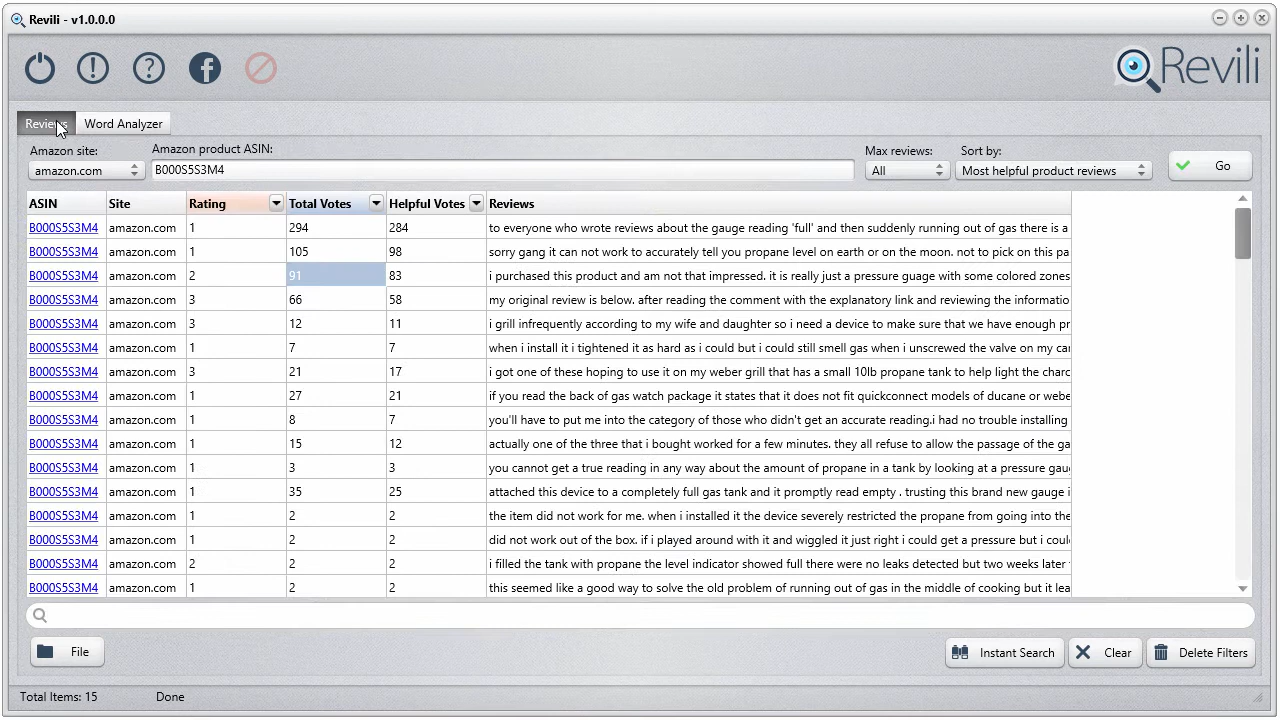 Revili - v1.0.0.0
Revili
Reviews Word Analyzer
Amazon site: Amazon product ASIN: Max reviews: Sort by:
amazon.com B000S5S3M4 All Most helpful product reviews Go
ASIN Site Rating Total Votes Helpful Votes Reviews
B000S5S3M4 amazon.com 1 294 284 to everyone who wrote reviews about the gauge reading 'full' and then suddenly running out of gas there is a
B000S5S3M4 amazon.com 1 105 98 sorry gang it can not work to accurately tell you propane level on earth or on the moon. not to pick on this pa
B000S5S3M4 amazon.com 2 91 83 i purchased this product and am not that impressed. it is really just a pressure guage with some colored zones
B000S5S3M4 amazon.com 3 66 58 my original review is below. after reading the comment with the explanatory link and reviewing the informatio
B000S5S3M4 amazon.com 3 12 11 i grill infrequently according to my wife and daughter so i need a device to make sure that we have enough pr
B000S5S3M4 amazon.com 1 7 7 when i install it i tightened it as hard as i could but i could still smell gas when i unscrewed the valve on my car
B000S5S3M4 amazon.com 3 21 17 i got one of these hoping to use it on my weber grill that has a small 10lb propane tank to help light the charc
B000S5S3M4 amazon.com 1 27 21 if you read the back of gas watch package it states that it does not fit quickconnect models of ducane or webe
B000S5S3M4 amazon.com 1 8 7 you'll have to put me into the category of those who didn't get an accurate reading.i had no trouble installing
B000S5S3M4 amazon.com 1 15 12 actually one of the three that i bought worked for a few minutes. they all refuse to allow the passage of the ga
B000S5S3M4 amazon.com 1 3 3 you cannot get a true reading in any way about the amount of propane in a tank by looking at a pressure gau
B000S5S3M4 amazon.com 1 35 25 attached this device to a completely full gas tank and it promptly read empty . trusting this brand new gauge i
B000S5S3M4 amazon.com 1 2 2 the item did not work for me. when i installed it the device severely restricted the propane from going into the
B000S5S3M4 amazon.com 1 2 2 did not work out of the box. if i played around with it and wiggled it just right i could get a pressure but i coul
B000S5S3M4 amazon.com 2 2 2 i filled the tank with propane the level indicator showed full there were no leaks detected but two weeks later
B000S5S3M4 amazon.com 1 2 2 this seemed like a good way to solve the old problem of running out of gas in the middle of cooking but it lea
File Instant Search Clear Delete Filters
Total Items: 15 Done